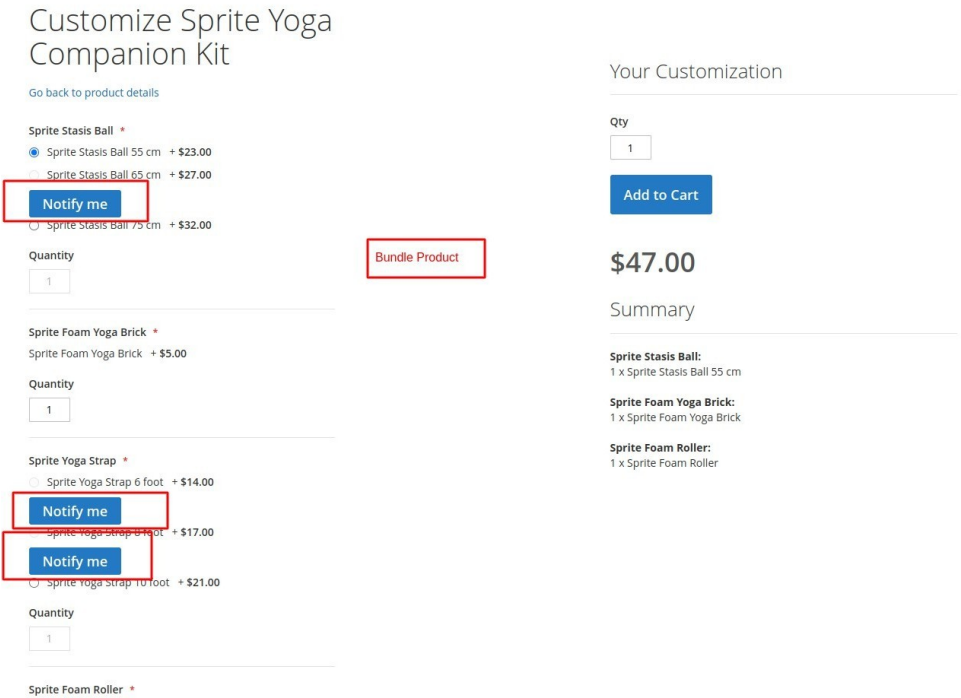 Customize Sprite Yoga
Companion Kit
Go back to product details
Sprite Stasis Ball *
Sprite Stasis Ball 55 cm + $23.00
Sprite Stasis Ball 65 cm + $27.00
Notify me
Sprite Stasis Ball 75 cm + $32.00
Quantity
1
Sprite Foam Yoga Brick *
Sprite Foam Yoga Brick + $5.00
Quantity
1
Sprite Yoga Strap *
Sprite Yoga Strap 6 foot + $14.00
Notify me
Sprite Yoga Strap 8 foot + $17.00
Notify me
Sprite Yoga Strap 10 foot + $21.00
Quantity
1
Sprite Foam Roller *
Bundle Product
Your Customization
Qty
1
Add to Cart
$47.00
Summary
Sprite Stasis Ball:
1 x Sprite Stasis Ball 55 cm
Sprite Foam Yoga Brick:
1 x Sprite Foam Yoga Brick
Sprite Foam Roller:
1 x Sprite Foam Roller